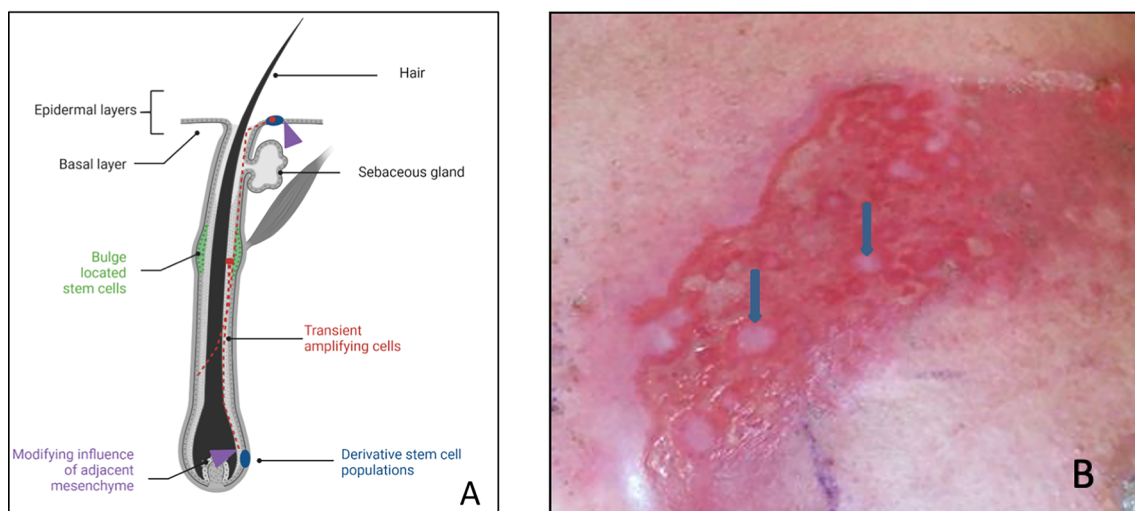 Hair
Epidermal layers
Basal layer
Sebaceous gland
Bulge
located
stem cells
Transient
amplifying cells
Modifying influence
of adjacent
mesenchyme
Derivative stem cell
populations
A
B